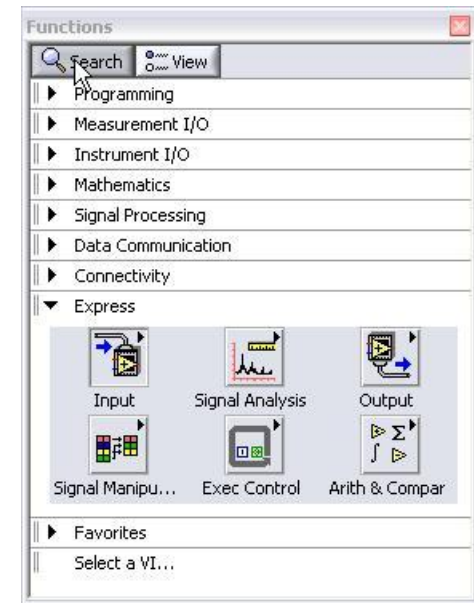 Functions
Search View
Programming
Measurement I/O
Instrument I/O
Mathematics
Signal Processing
Data Communication
Connectivity
Express
Input Signal Analysis Output
Signal Manipu... Exec Control Arith & Compar
Favorites
Select a VI...